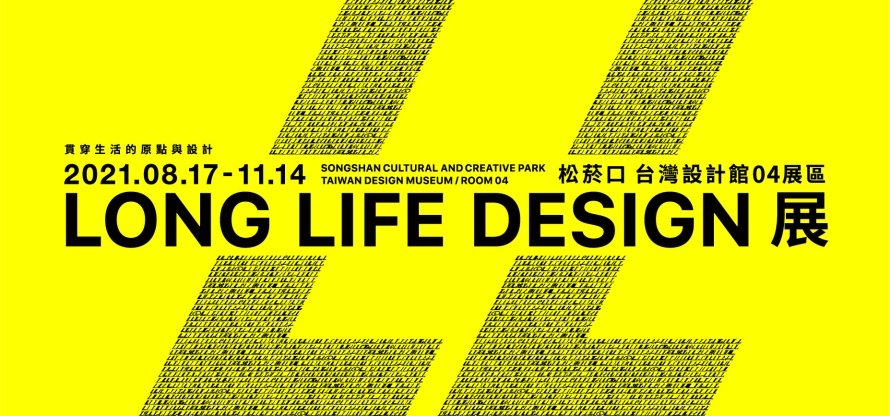 貫穿生活的原點與設計
2021.08.17-11.14
SONGSHAN CULTURAL AND CREATIVE PARK
TAIWAN DESIGN MUSEUM / ROOM 04
松菸口 台灣設計館04展區
LONG LIFE DESIGN 展